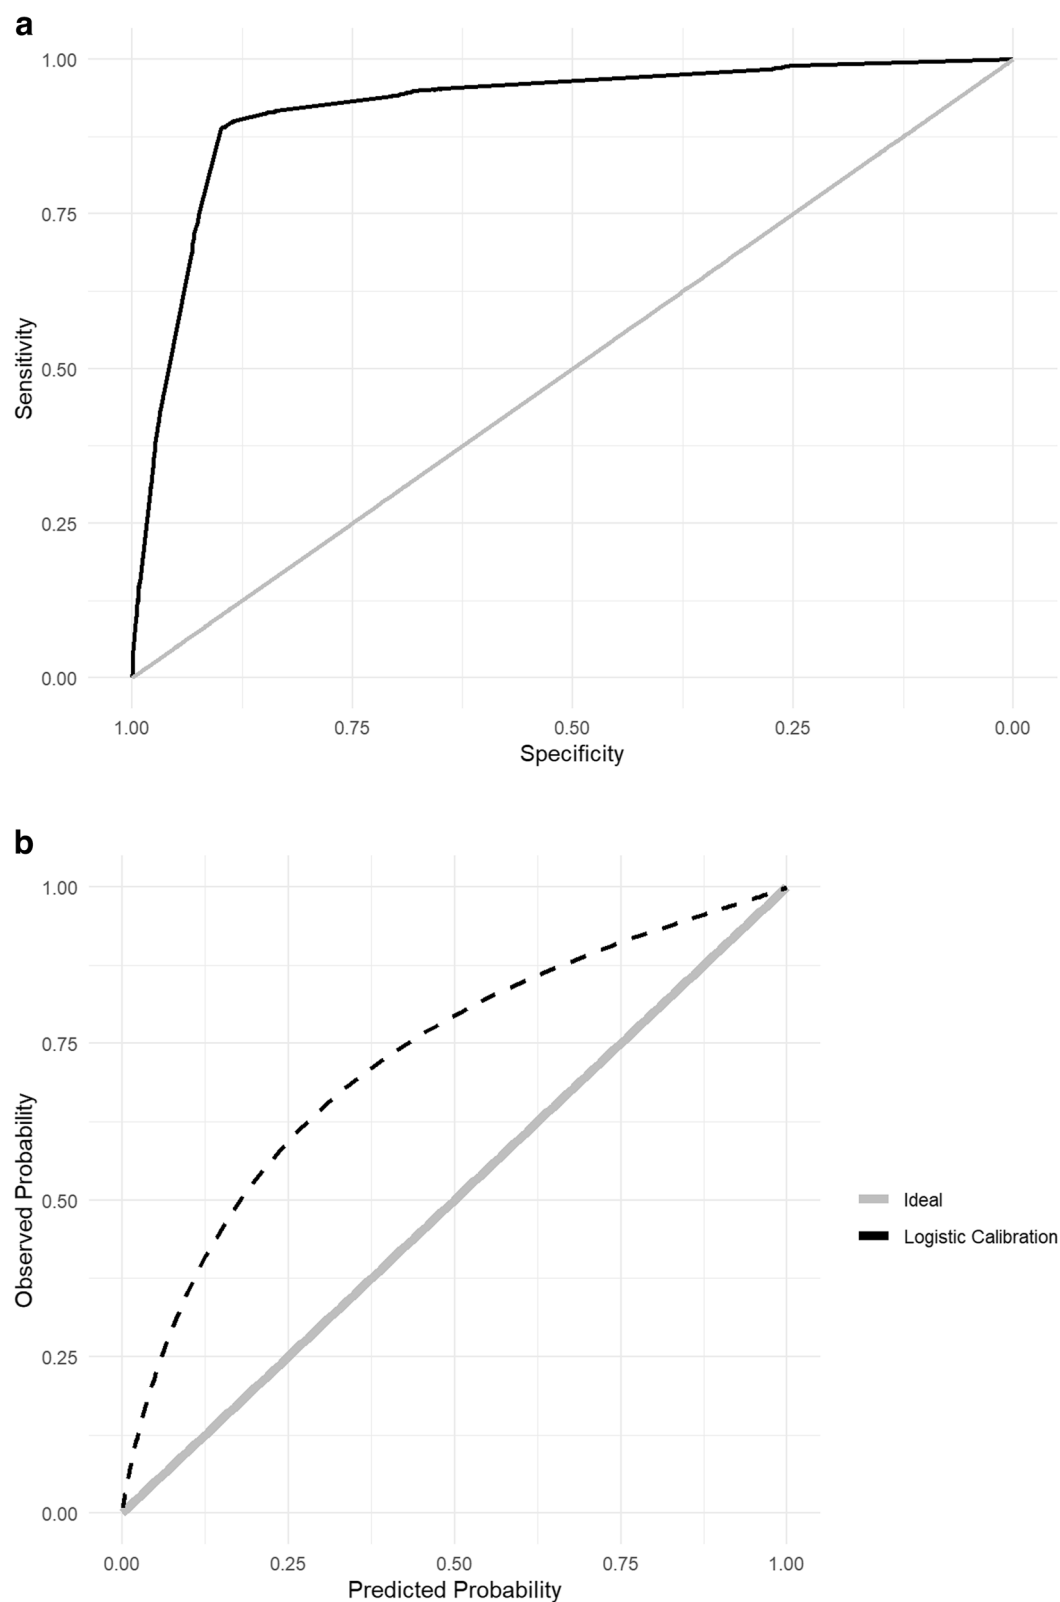 a
1.00
0.75
0.50
0.25
0.00
Sensitivity
1.00 0.75 0.50 0.25 0.00
Specificity
b
1.00
0.75
0.50
0.25
0.00
Observed Probability
0.00 0.25 0.50 0.75 1.00
Predicted Probability
Ideal
Logistic Calibration